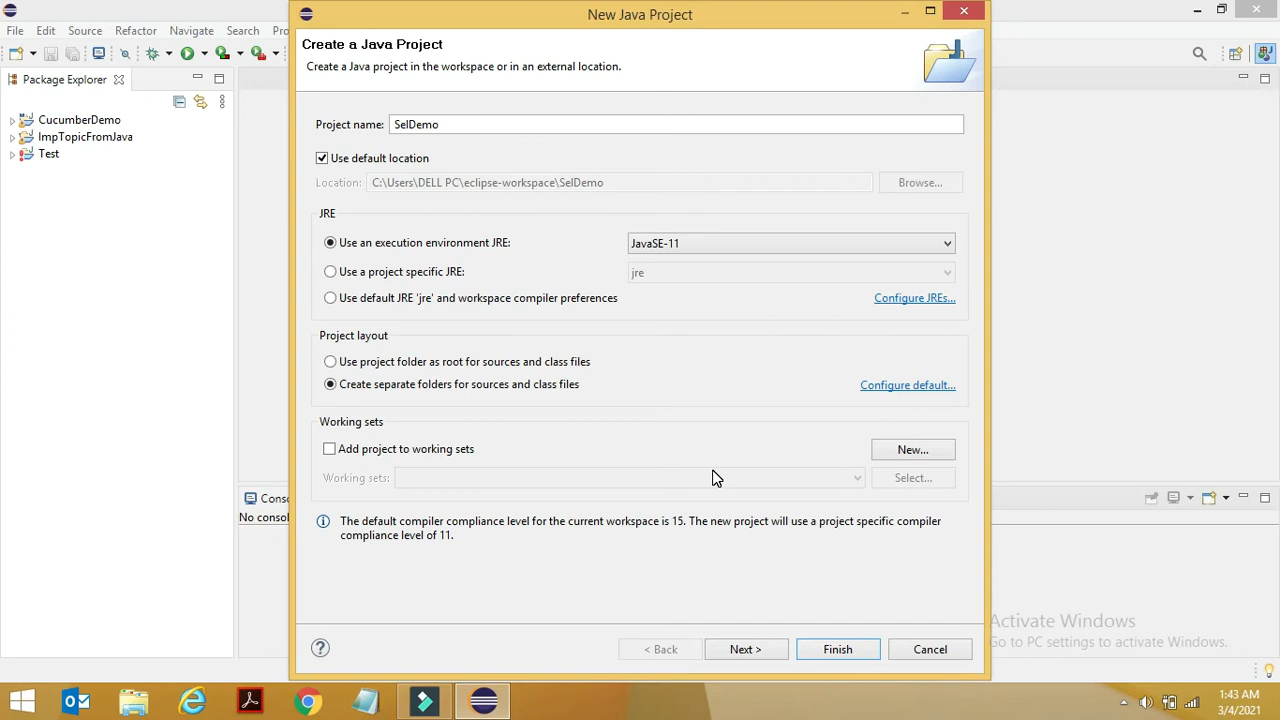 New Java Project
File Edit Source Refactor Navigate Search Pro
Create a Java Project
Create a Java project in the workspace or in an external location.
Package Explorer
CucumberDemo
ImpTopicFromJava
Test
Project name: SelDemo
Use default location
Location: C:\Users\DELL PC\eclipse-workspace\SelDemo Browse...
JRE
Use an execution environment JRE: JavaSE-11
Use a project specific JRE: jre
Use default JRE 'jre' and workspace compiler preferences Configure JREs...
Project layout
Use project folder as root for sources and class files
Create separate folders for sources and class files Configure default...
Working sets
Add project to working sets New...
Working sets: Select...
Conso
No consol
The default compiler compliance level for the current workspace is 15. The new project will use a project specific compiler
compliance level of 11.
Activate Windows
Go to PC settings to activate Windows.
? < Back Next > Finish Cancel
1:43 AM
3/4/2021